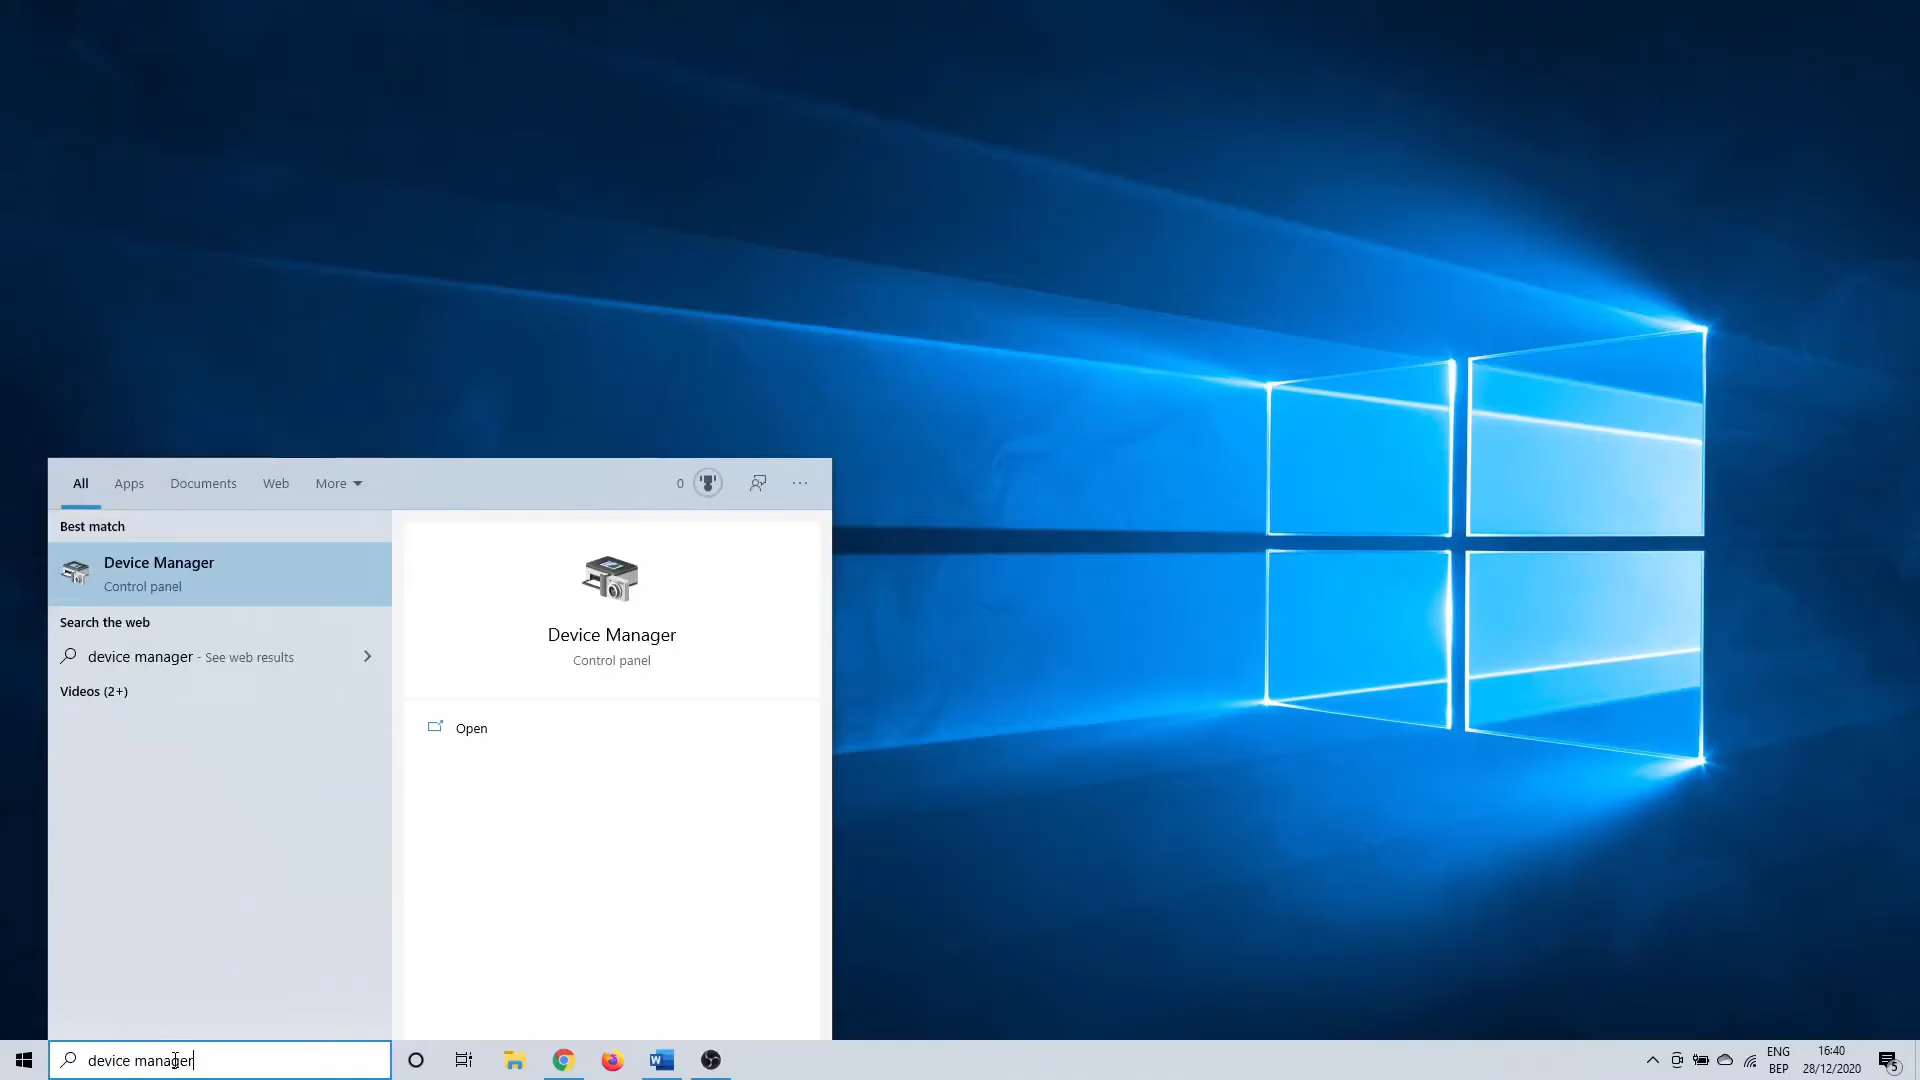 All Apps Documents Web More 0
Best match
Device Manager
Control panel
Search the web
device manager - See web results
Videos (2+)
Device Manager
Control panel
Open
device manager
ENG
BEP
16:40
28/12/2020
5